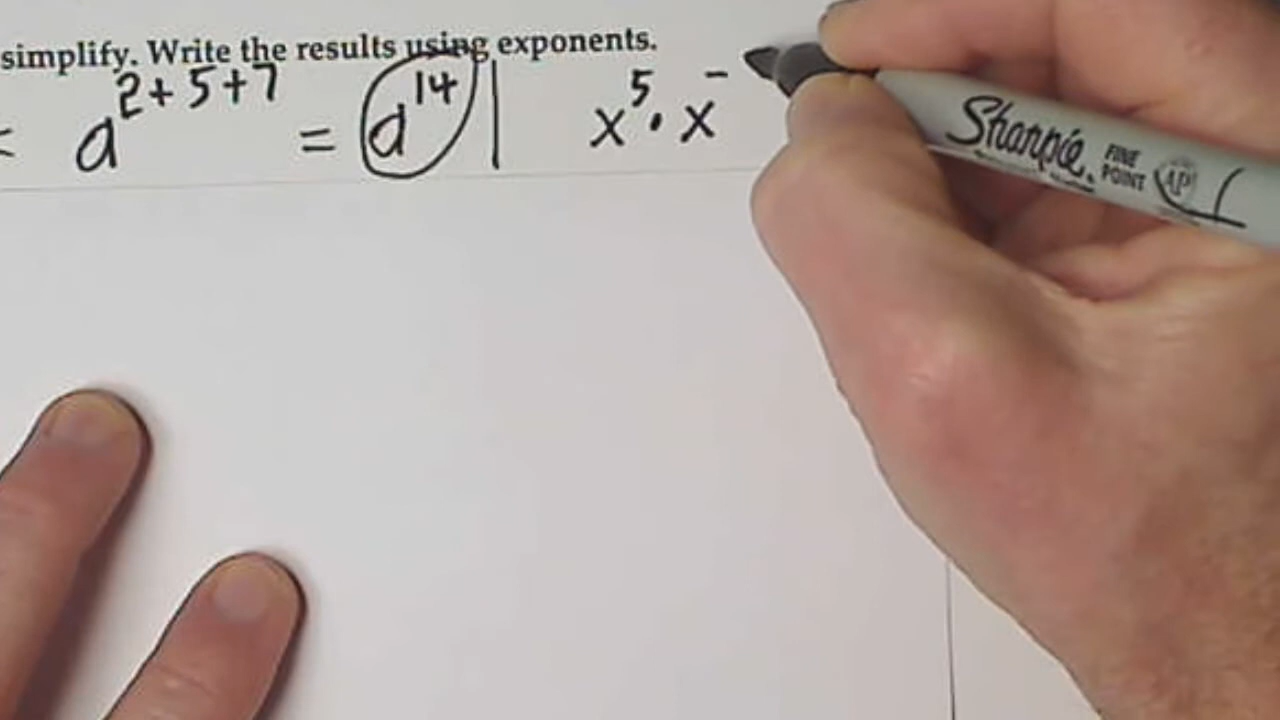 simplify. Write the results using exponents.
= a^{2+5+7} = a^{14} | x^5 · x^-
Sharpie. FINE POINT AP